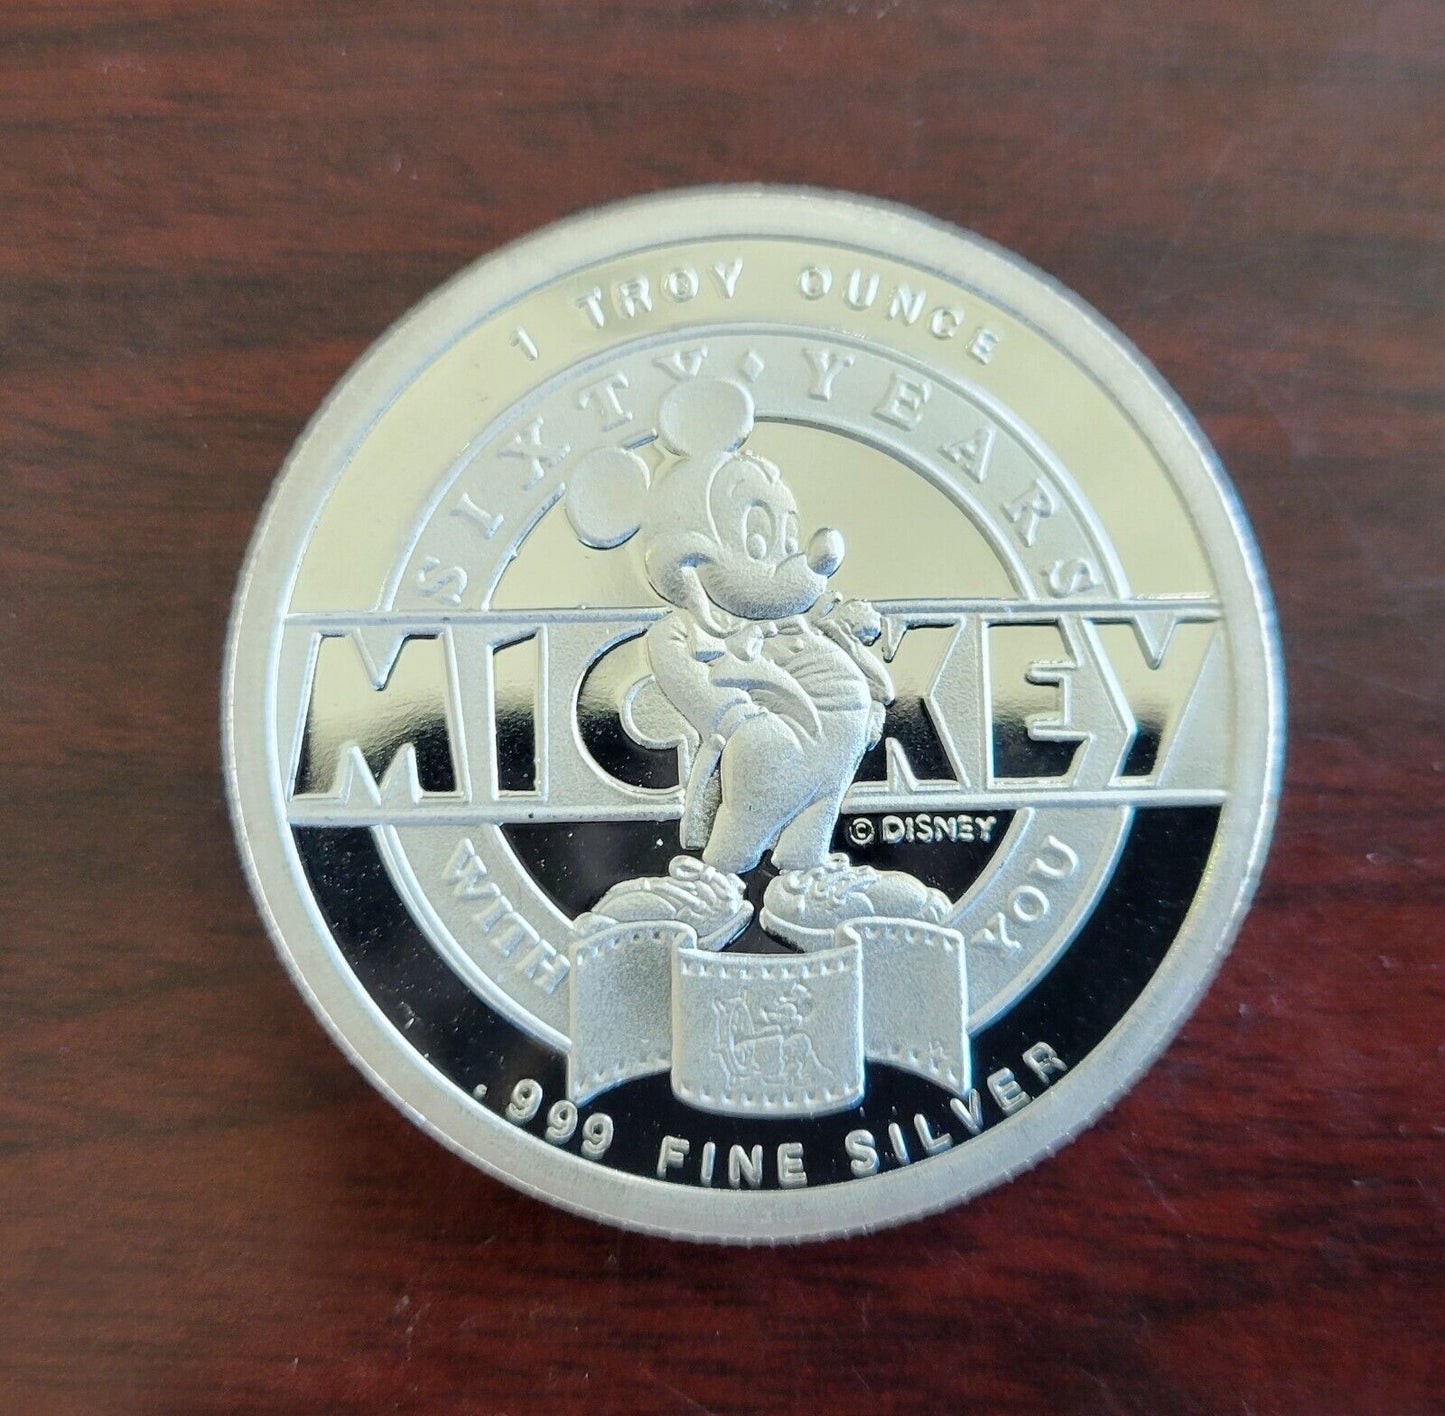 1 TROY OUNCE
SIXTY · YEARS
MICKEY
© DISNEY
WITH YOU
.999 FINE SILVER